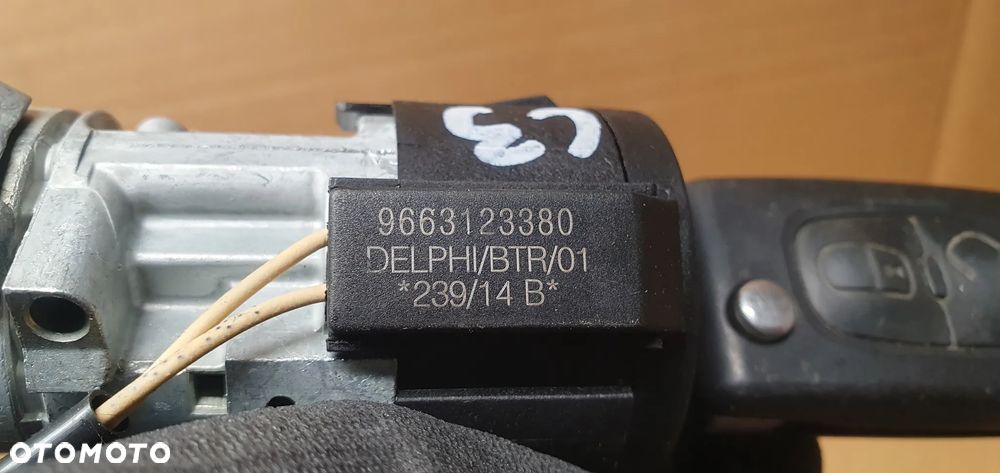 C3
9663123380
DELPHI/BTR/01
*239/14 B*
OTOMOTO